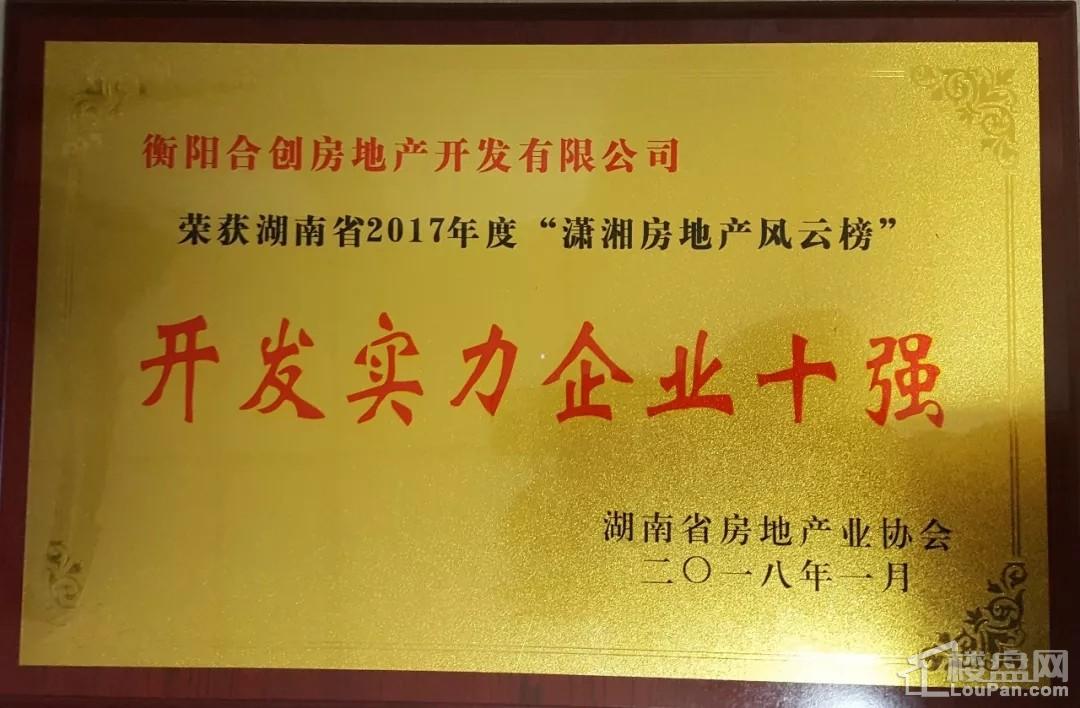 衡阳合创房地产开发有限公司
荣获湖南省2017年度“潇湘房地产风云榜”
开发实力企业十强
湖南省房地产业协会
二〇一八年一月
楼盘网
LouPan.com